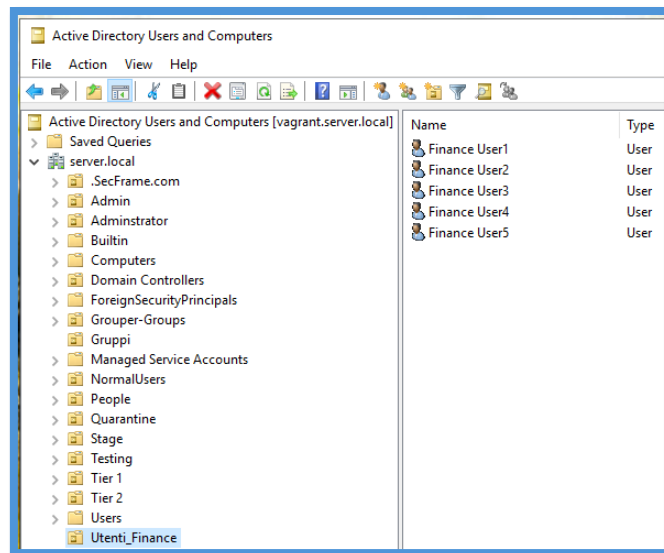 Active Directory Users and Computers
File Action View Help
Active Directory Users and Computers [vagrant.server.local]
Saved Queries
server.local
.SecFrame.com
Admin
Adminstrator
Builtin
Computers
Domain Controllers
ForeignSecurityPrincipals
Grouper-Groups
Gruppi
Managed Service Accounts
NormalUsers
People
Quarantine
Stage
Testing
Tier 1
Tier 2
Users
Utenti_Finance
Name Type
Finance User1 User
Finance User2 User
Finance User3 User
Finance User4 User
Finance User5 User